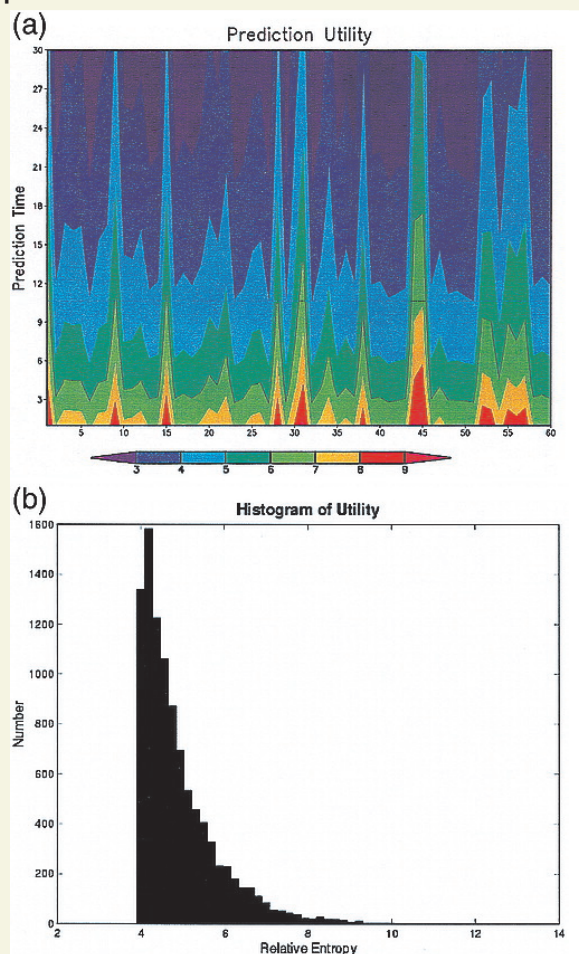 (a)
Prediction Utility
30
27
24
21
18
15
12
9
6
3
Prediction Time
5 10 15 20 25 30 35 40 45 50 55 60
3 4 5 6 7 8 9
(b)
Histogram of Utility
1600
1400
1200
1000
800
600
400
200
0
Number
2 4 6 8 10 12 14
Relative Entropy